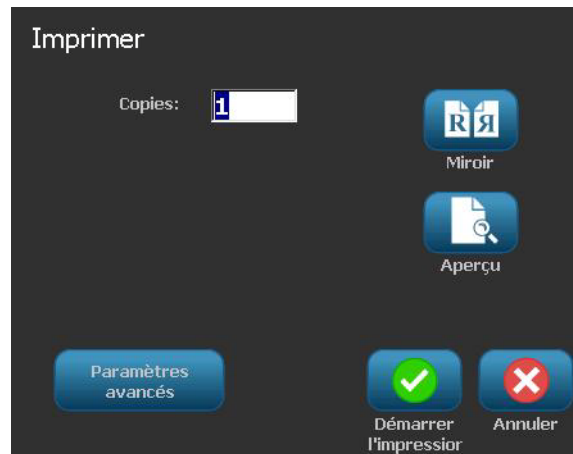 Imprimer
Copies:
1
R Я
Miroir
Aperçu
Paramètres
avancés
Démarrer
l'impressior
Annuler